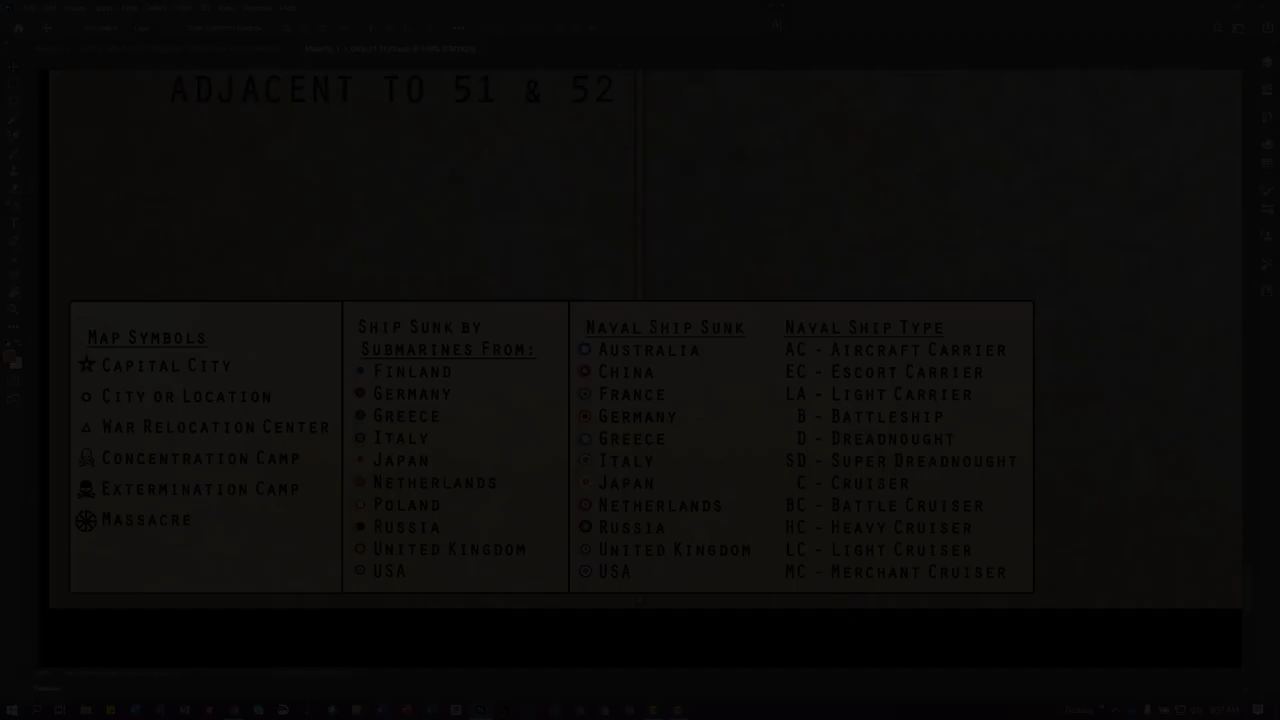 ADJACENT TO 51 & 52
MAP SYMBOLS
CAPITAL CITY
CITY OR LOCATION
WAR RELOCATION CENTER
CONCENTRATION CAMP
EXTERMINATION CAMP
MASSACRE
SHIP SUNK BY
SUBMARINES FROM:
FINLAND
GERMANY
GREECE
ITALY
JAPAN
NETHERLANDS
POLAND
RUSSIA
UNITED KINGDOM
USA
NAVAL SHIP SUNK
AUSTRALIA
CHINA
FRANCE
GERMANY
GREECE
ITALY
JAPAN
NETHERLANDS
RUSSIA
UNITED KINGDOM
USA
NAVAL SHIP TYPE
AC - AIRCRAFT CARRIER
EC - ESCORT CARRIER
LA - LIGHT CARRIER
B - BATTLESHIP
D - DREADNOUGHT
SD - SUPER DREADNOUGHT
C - CRUISER
BC - BATTLE CRUISER
HC - HEAVY CRUISER
LC - LIGHT CRUISER
MC - MERCHANT CRUISER